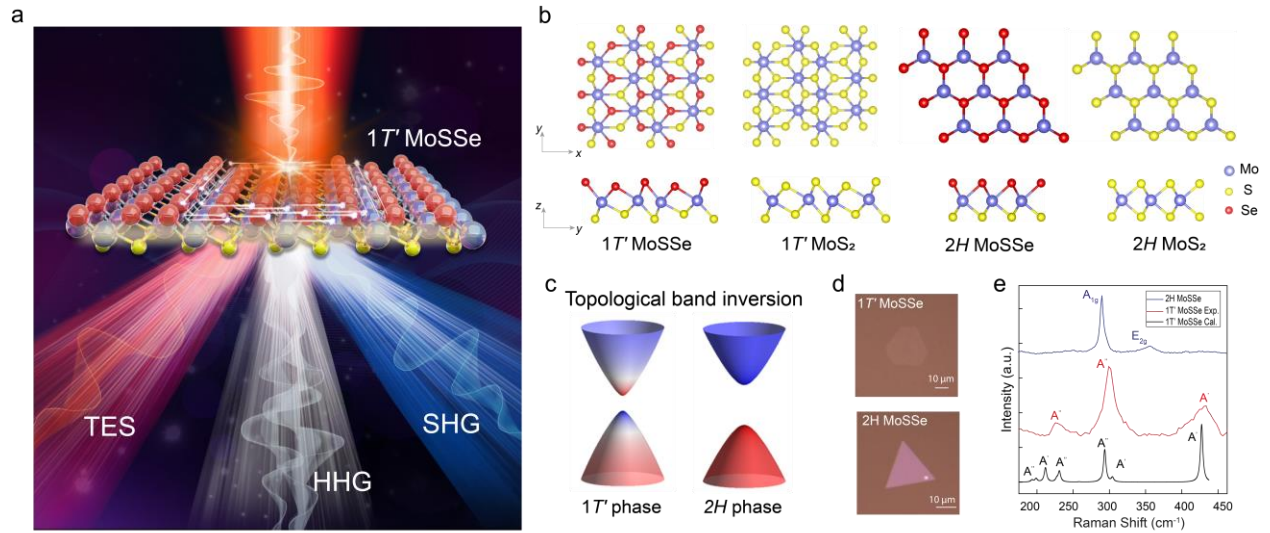 a
1T′ MoSSe
TES
HHG
SHG
b
y
x
z
y
1T′ MoSSe
1T′ MoS₂
2H MoSSe
2H MoS₂
Mo
S
Se
c
Topological band inversion
1T′ phase
2H phase
d
1T′ MoSSe
10 μm
2H MoSSe
10 μm
e
Intensity (a.u.)
A1g
E2g
2H MoSSe
1T′ MoSSe Exp.
1T′ MoSSe Cal.
A′
A′
A″
A′
A″
A′
A
200 250 300 350 400 450
Raman Shift (cm⁻¹)